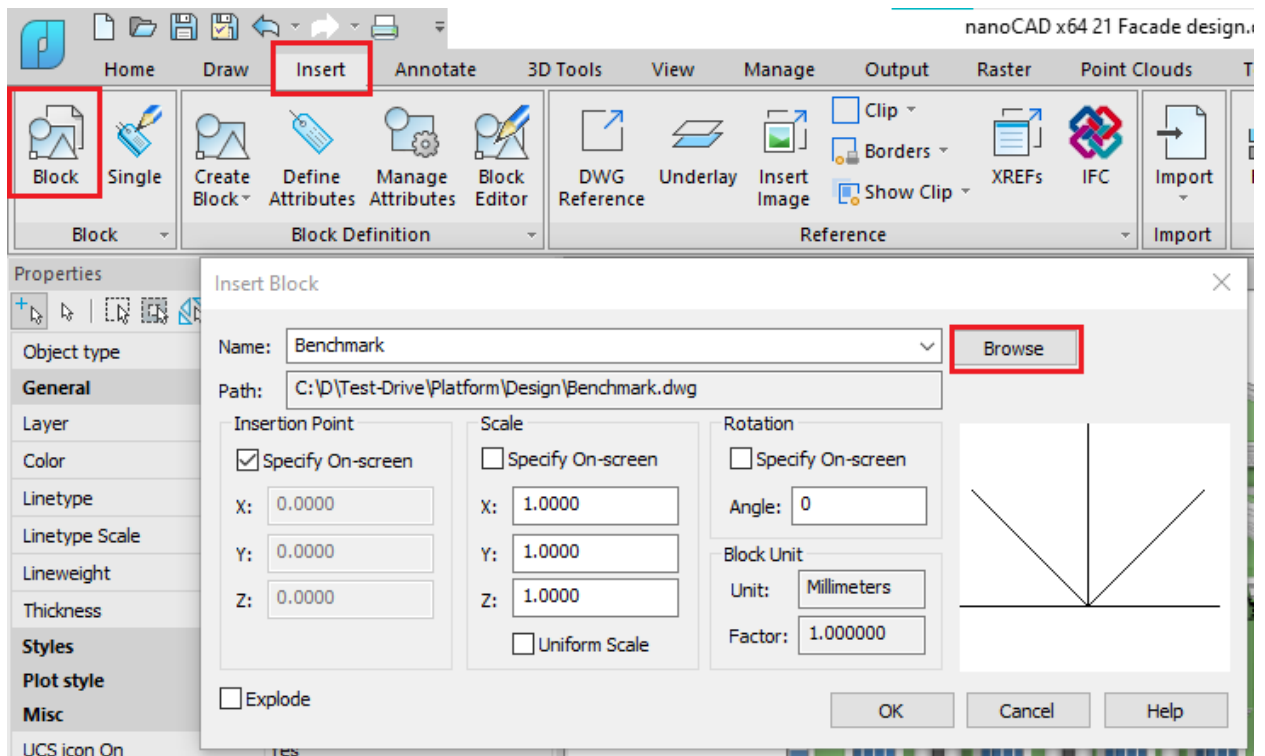 nanoCAD x64 21 Facade design.
Home Draw Insert Annotate 3D Tools View Manage Output Raster Point Clouds T
Block Single Create Block Define Attributes Manage Attributes Block Editor DWG Reference Underlay Insert Image Clip Borders Show Clip XREFs IFC Import
Block Block Definition Reference Import
Properties
Insert Block
Object type
General
Layer
Color
Linetype
Linetype Scale
Lineweight
Thickness
Styles
Plot style
Misc
UCS icon On Yes
Name: Benchmark Browse
Path: C:\D\Test-Drive\Platform\Design\Benchmark.dwg
Insertion Point Scale Rotation
Specify On-screen Specify On-screen Specify On-screen
X: 0.0000 X: 1.0000 Angle: 0
Y: 0.0000 Y: 1.0000 Block Unit
Z: 0.0000 Z: 1.0000 Unit: Millimeters
Uniform Scale Factor: 1.000000
Explode
OK Cancel Help